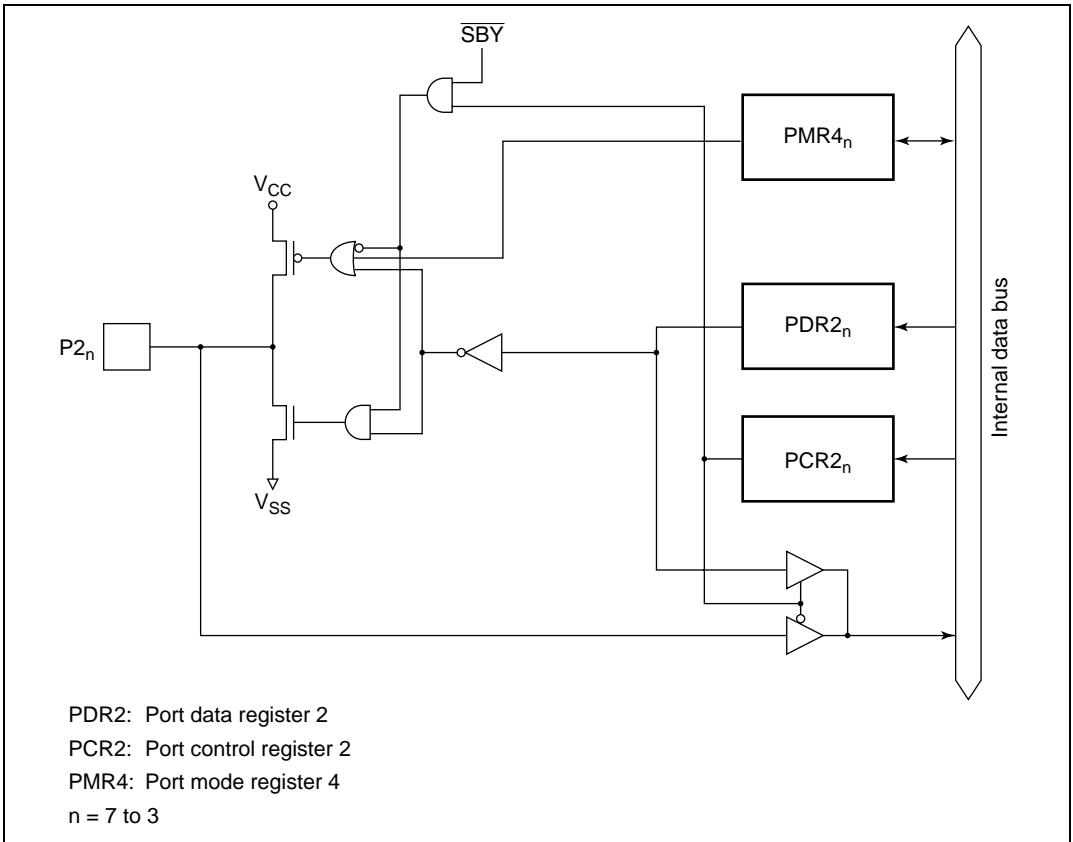 SBY
PMR4n
VCC
PDR2n
P2n
Internal data bus
PCR2n
VSS
PDR2: Port data register 2
PCR2: Port control register 2
PMR4: Port mode register 4
n = 7 to 3